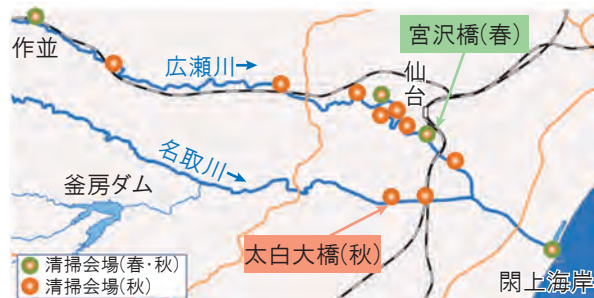 宮沢橋(春)
作並
広瀬川→
仙台
名取川→
釜房ダム
太白大橋(秋)
清掃会場(春・秋)
清掃会場(秋)
閖上海岸